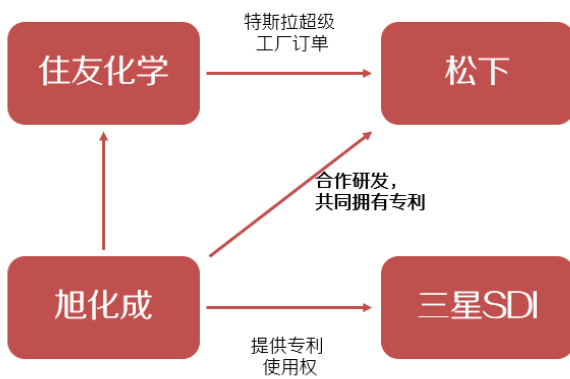 特斯拉超级
工厂订单
住友化学
松下
合作研发，
共同拥有专利
旭化成
三星SDI
提供专利
使用权